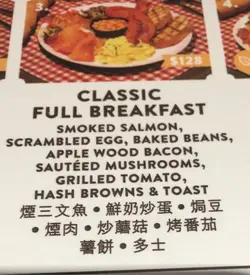 3.
4.
$128
CLASSIC
FULL BREAKFAST
SMOKED SALMON,
SCRAMBLED EGG, BAKED BEANS,
APPLE WOOD BACON,
SAUTÉED MUSHROOMS,
GRILLED TOMATO,
HASH BROWNS & TOAST
煙三文魚 • 鮮奶炒蛋 • 焗豆
• 煙肉 • 炒蘑菇 • 烤番茄
薯餅 • 多士